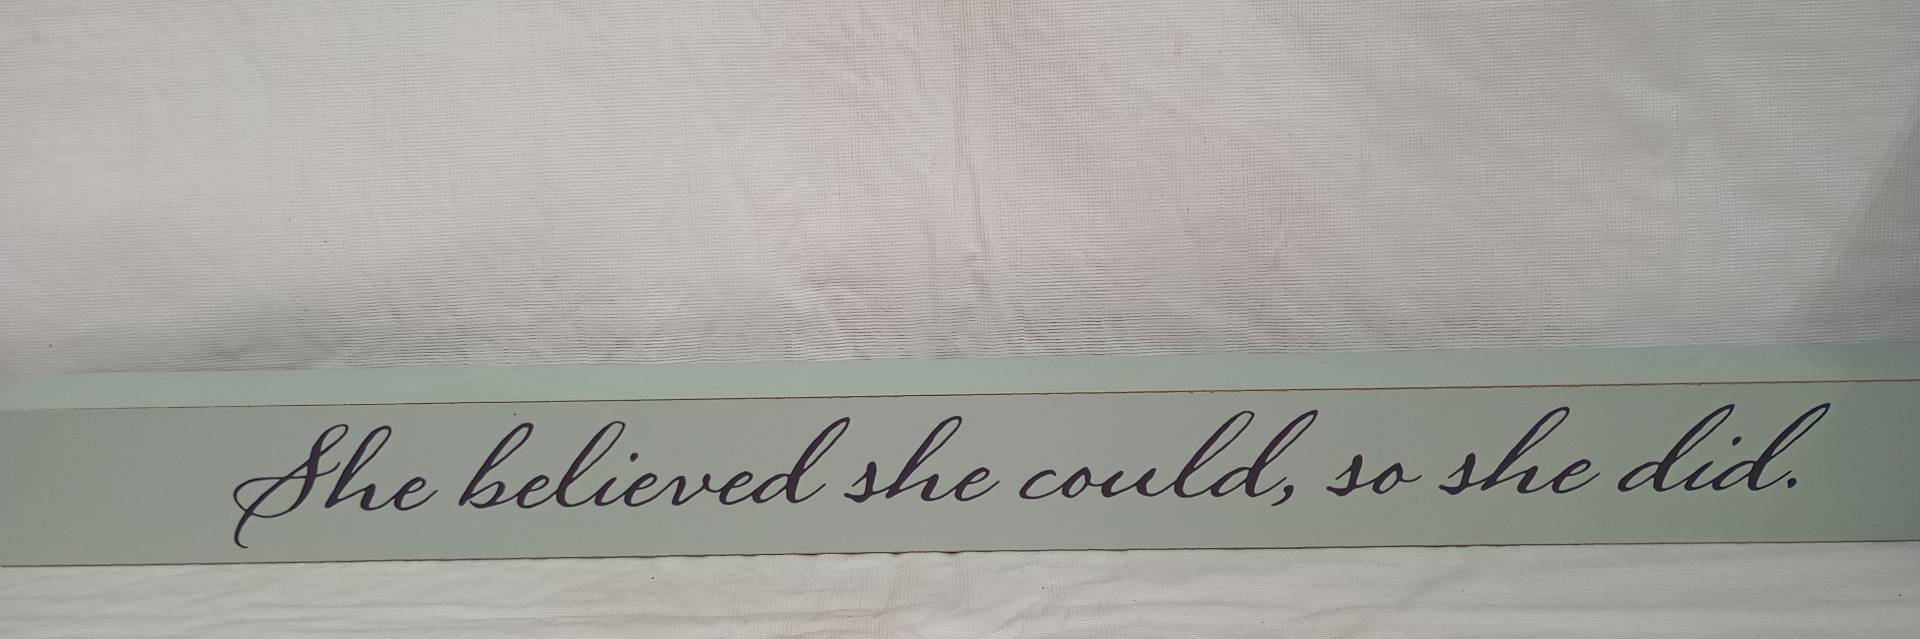 She believed she could, so she did.